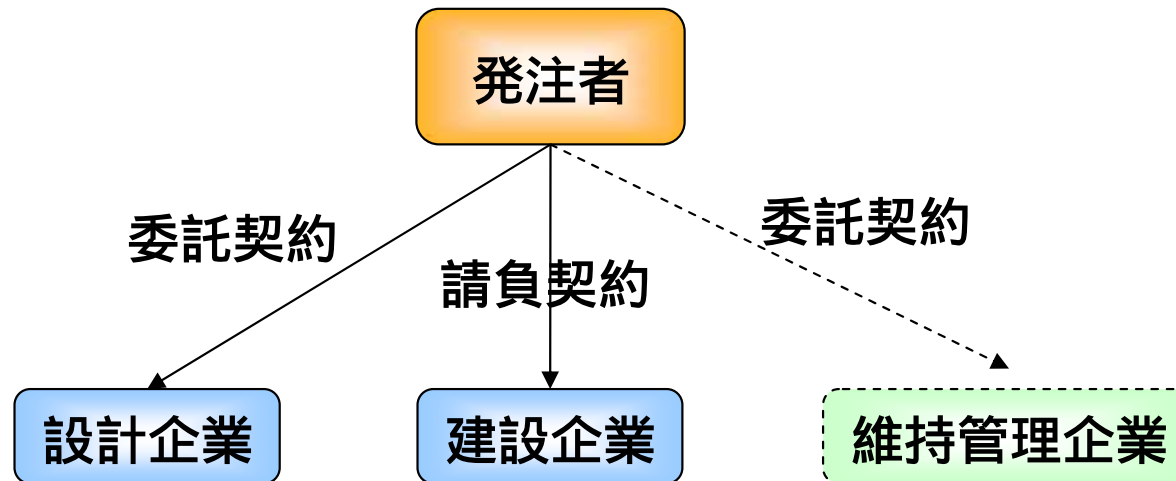 発注者
委託契約
委託契約
請負契約
設計企業
建設企業
維持管理企業